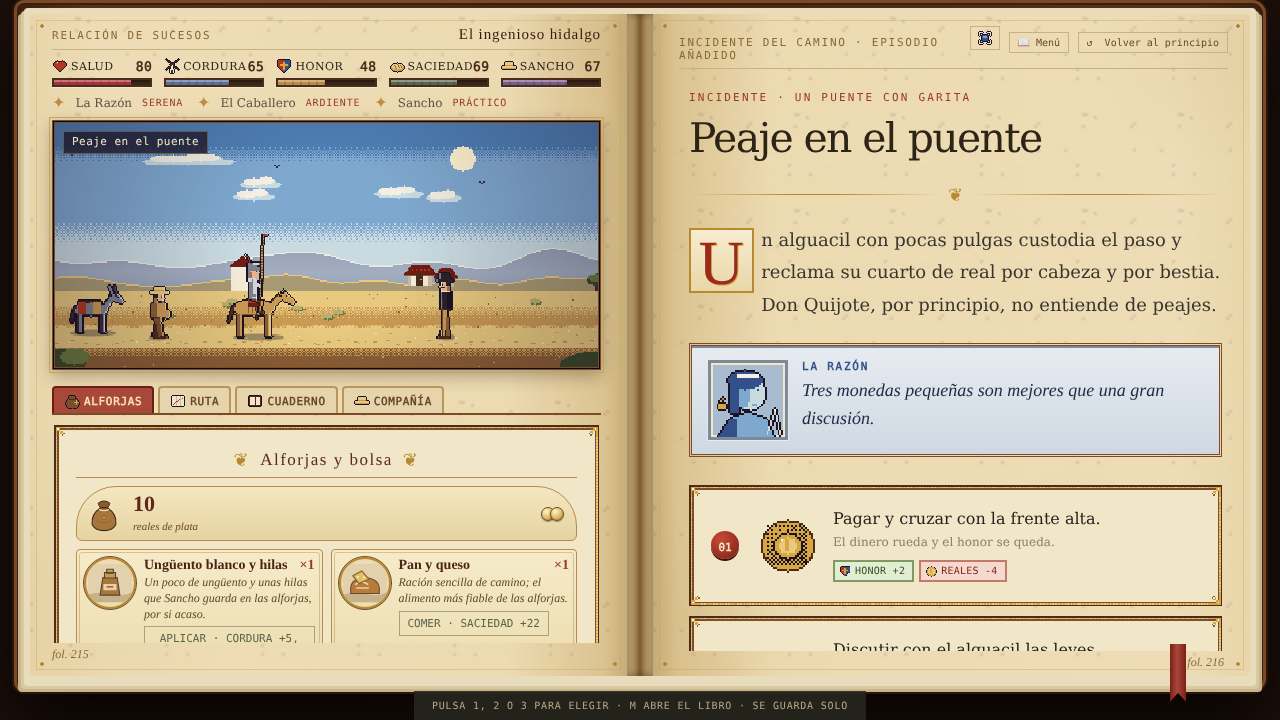 RELACIÓN DE SUCESOS
El ingenioso hidalgo
SALUD 80
CORDURA 65
HONOR 48
SACIEDAD 69
SANCHO 67
La Razón SERENA
El Caballero ARDIENTE
Sancho PRÁCTICO
Peaje en el puente
ALFORJAS
RUTA
CUADERNO
COMPAÑÍA
Alforjas y bolsa
10
reales de plata
Ungüento blanco y hilas ×1
Un poco de ungüento y unas hilas
que Sancho guarda en las alforjas,
por si acaso.
APLICAR · CORDURA +5,
Pan y queso ×1
Ración sencilla de camino; el
alimento más fiable de las alforjas.
COMER · SACIEDAD +22
fol. 215
INCIDENTE DEL CAMINO · EPISODIO
AÑADIDO
Menú
↺ Volver al principio
INCIDENTE · UN PUENTE CON GARITA
Peaje en el puente
Un alguacil con pocas pulgas custodia el paso y
reclama su cuarto de real por cabeza y por bestia.
Don Quijote, por principio, no entiende de peajes.
LA RAZÓN
Tres monedas pequeñas son mejores que una gran
discusión.
01
Pagar y cruzar con la frente alta.
El dinero rueda y el honor se queda.
HONOR +2
REALES -4
Discutir con el alguacil las leyes
fol. 216
PULSA 1, 2 O 3 PARA ELEGIR · M ABRE EL LIBRO · SE GUARDA SOLO